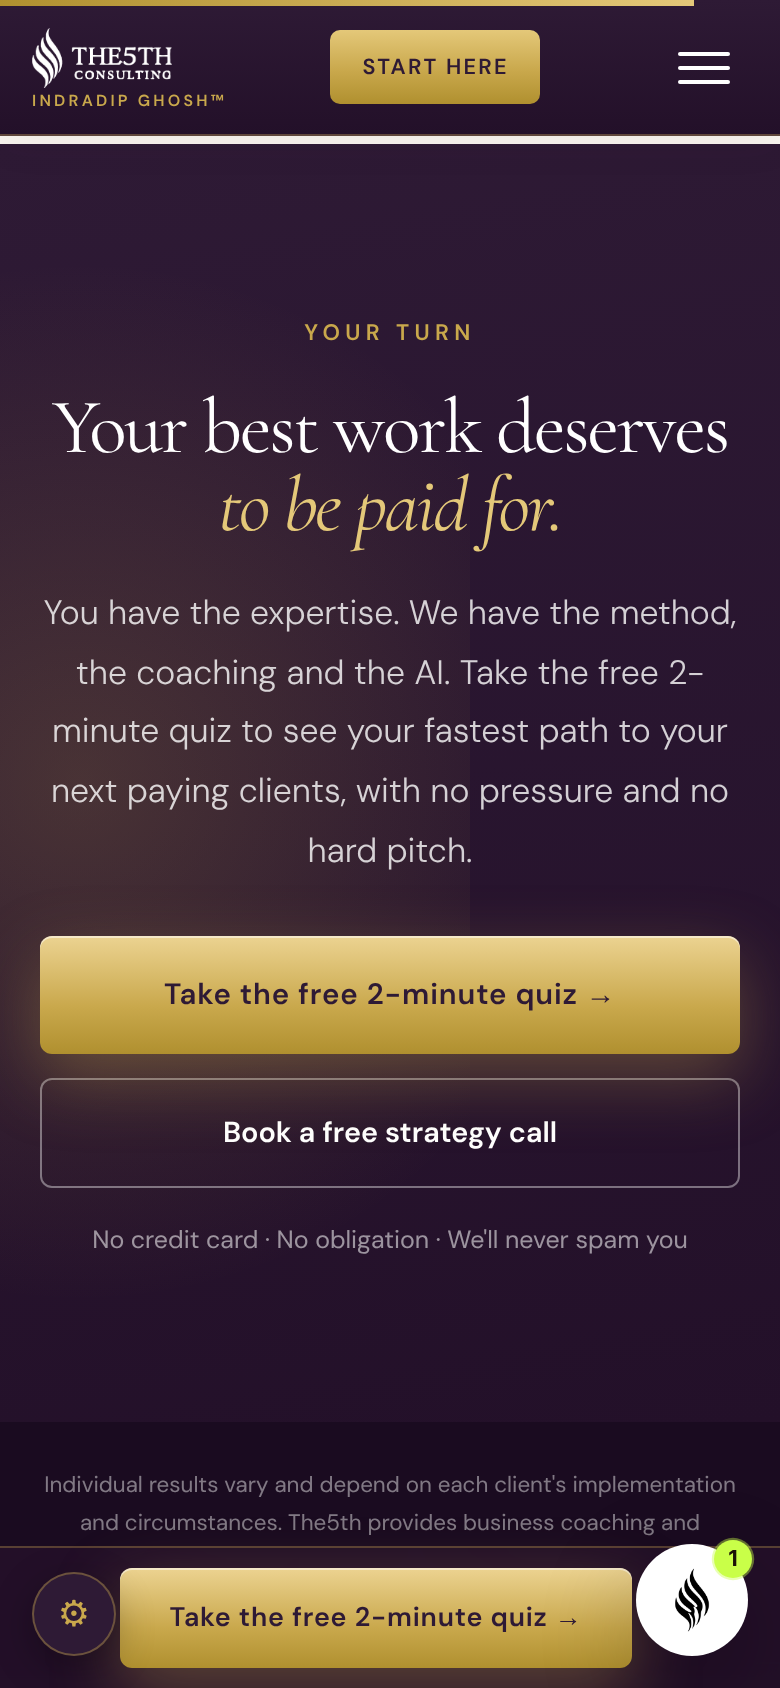 THE5TH
CONSULTING
INDRADIP GHOSH™
START HERE
YOUR TURN
Your best work deserves
to be paid for.
You have the expertise. We have the method,
the coaching and the AI. Take the free 2-
minute quiz to see your fastest path to your
next paying clients, with no pressure and no
hard pitch.
Take the free 2-minute quiz →
Book a free strategy call
No credit card · No obligation · We'll never spam you
Individual results vary and depend on each client's implementation
and circumstances. The5th provides business coaching and
Take the free 2-minute quiz →
1